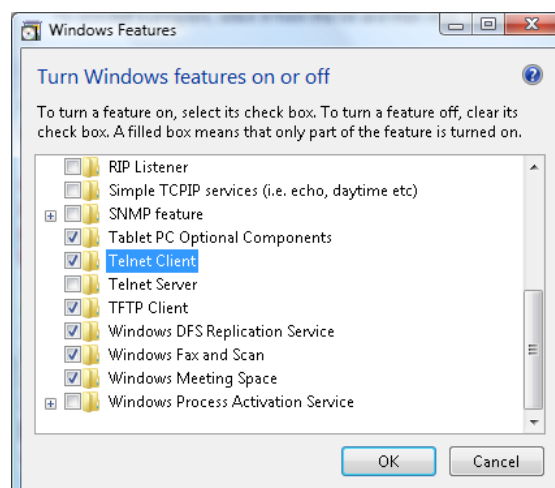 Windows Features
Turn Windows features on or off
To turn a feature on, select its check box. To turn a feature off, clear its
check box. A filled box means that only part of the feature is turned on.
RIP Listener
Simple TCPIP services (i.e. echo, daytime etc)
SNMP feature
Tablet PC Optional Components
Telnet Client
Telnet Server
TFTP Client
Windows DFS Replication Service
Windows Fax and Scan
Windows Meeting Space
Windows Process Activation Service
OK
Cancel